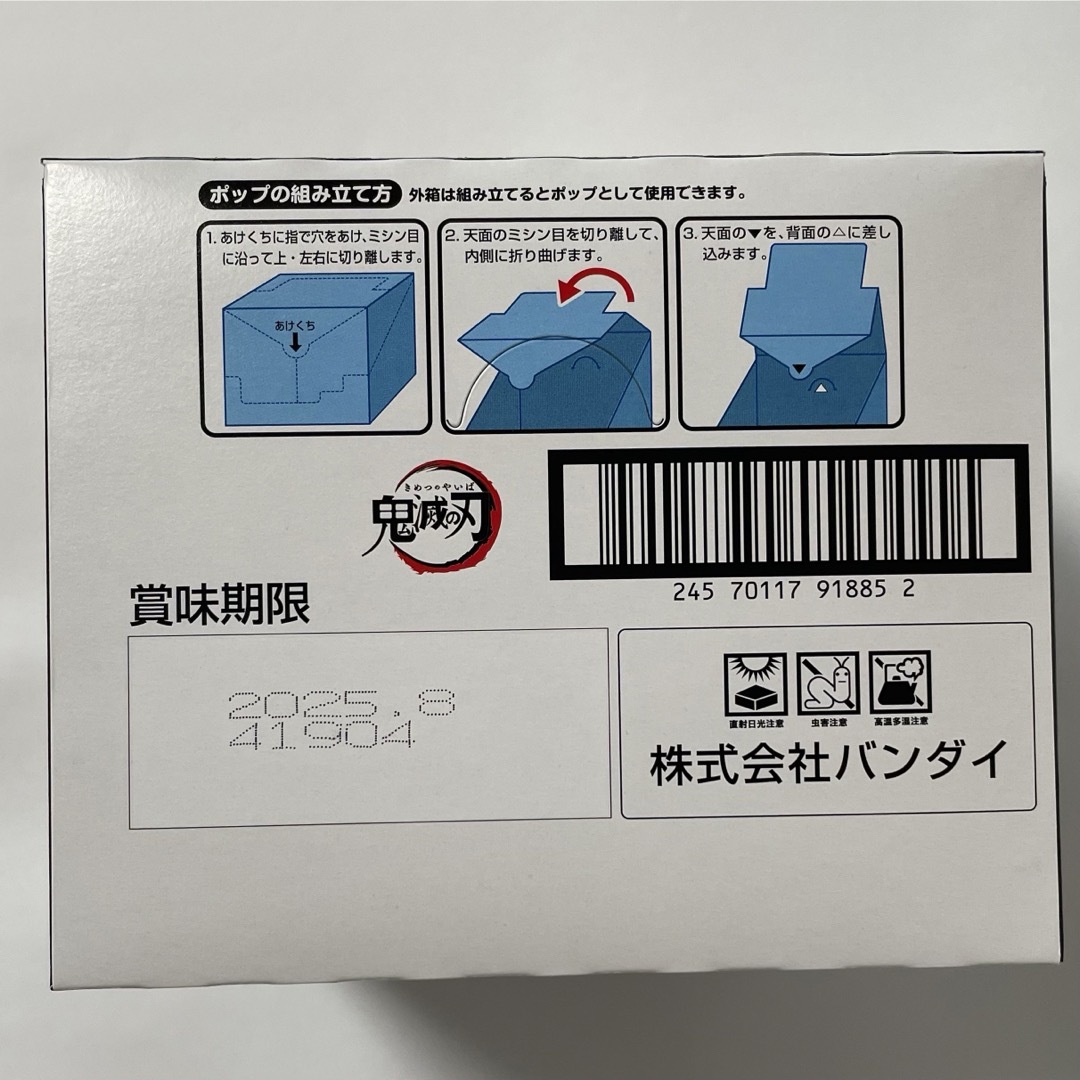 ポップの組み立て方 外箱は組み立てるとポップとして使用できます。
1. あけくちに指で穴をあけ、ミシン目
に沿って上・左右に切り離します。
あけくち
2. 天面のミシン目を切り離して、
内側に折り曲げます。
3. 天面の▼を、背面の△に差し
込みます。
きめつのやいば
鬼滅の刃
245 70117 91885 2
賞味期限
2025.8
41904
直射日光注意 虫害注意 高温多湿注意
株式会社バンダイ